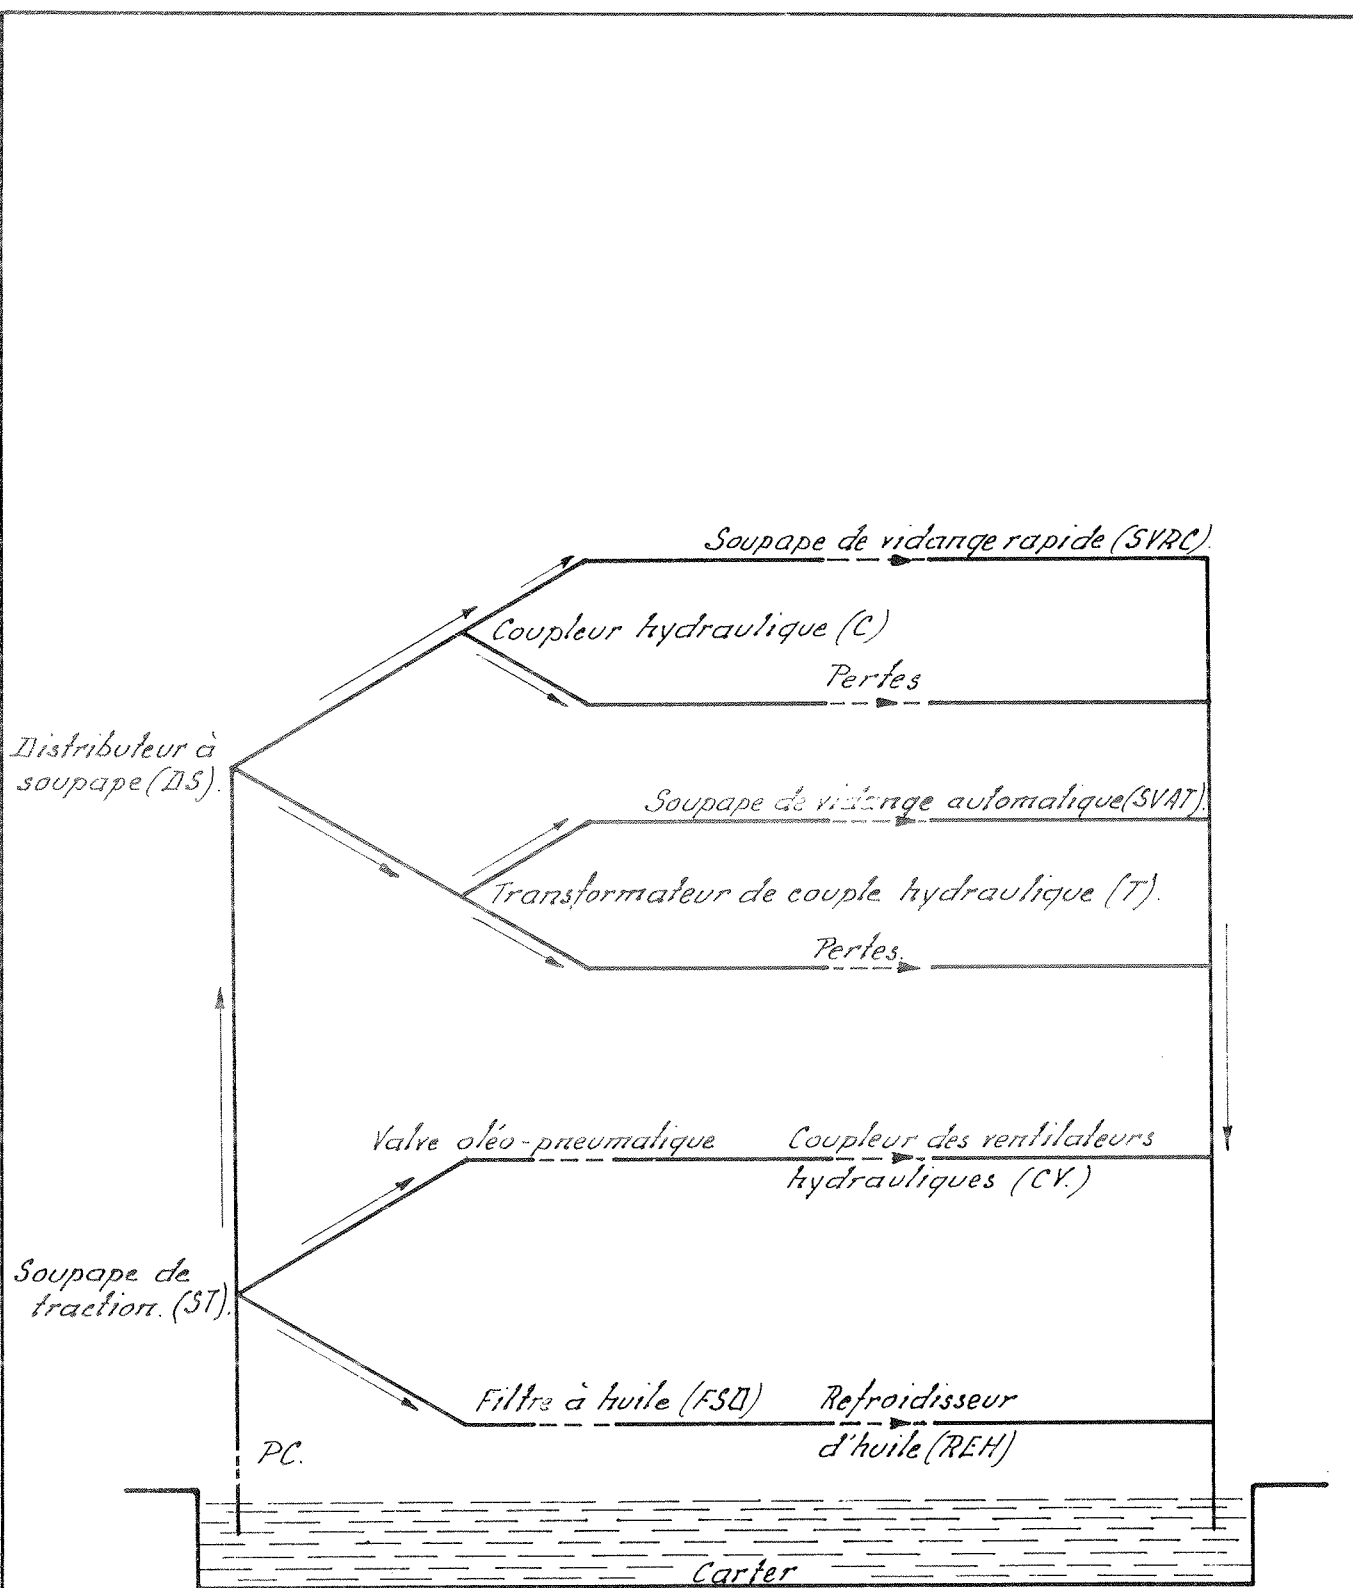 Soupape de vidange rapide (SVRC).
Coupleur hydraulique (C)
Pertes
Distributeur à
soupape (DS).
Soupape de vidange automatique (SVAT).
Transformateur de couple hydraulique (T).
Pertes.
Valve oléo-pneumatique
Coupleur des ventilateurs
hydrauliques (CV.)
Soupape de
traction. (ST).
Filtre à huile (FSD)
Refroidisseur
d'huile (REH)
PC.
Carter